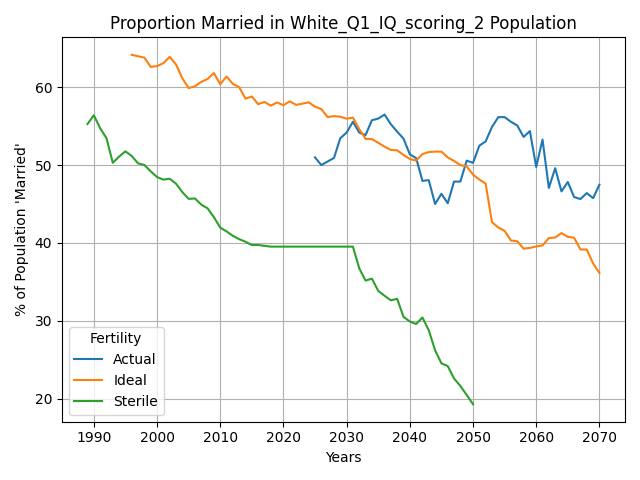 Proportion Married in White_Q1_IQ_scoring_2 Population
% of Population 'Married'
60
50
40
30
20
Fertility
Actual
Ideal
Sterile
1990 2000 2010 2020 2030 2040 2050 2060 2070
Years